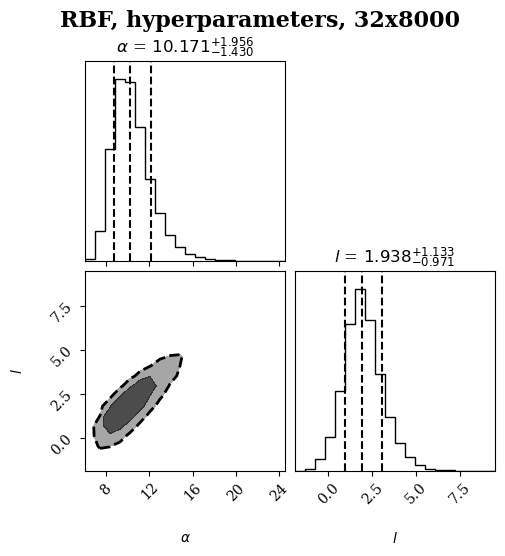 RBF, hyperparameters, 32x8000
α = 10.171+1.956−1.430
l = 1.938+1.133−0.971
7.5
5.0
2.5
0.0
l
8 12 16 20 24
0.0 2.5 5.0 7.5
α l